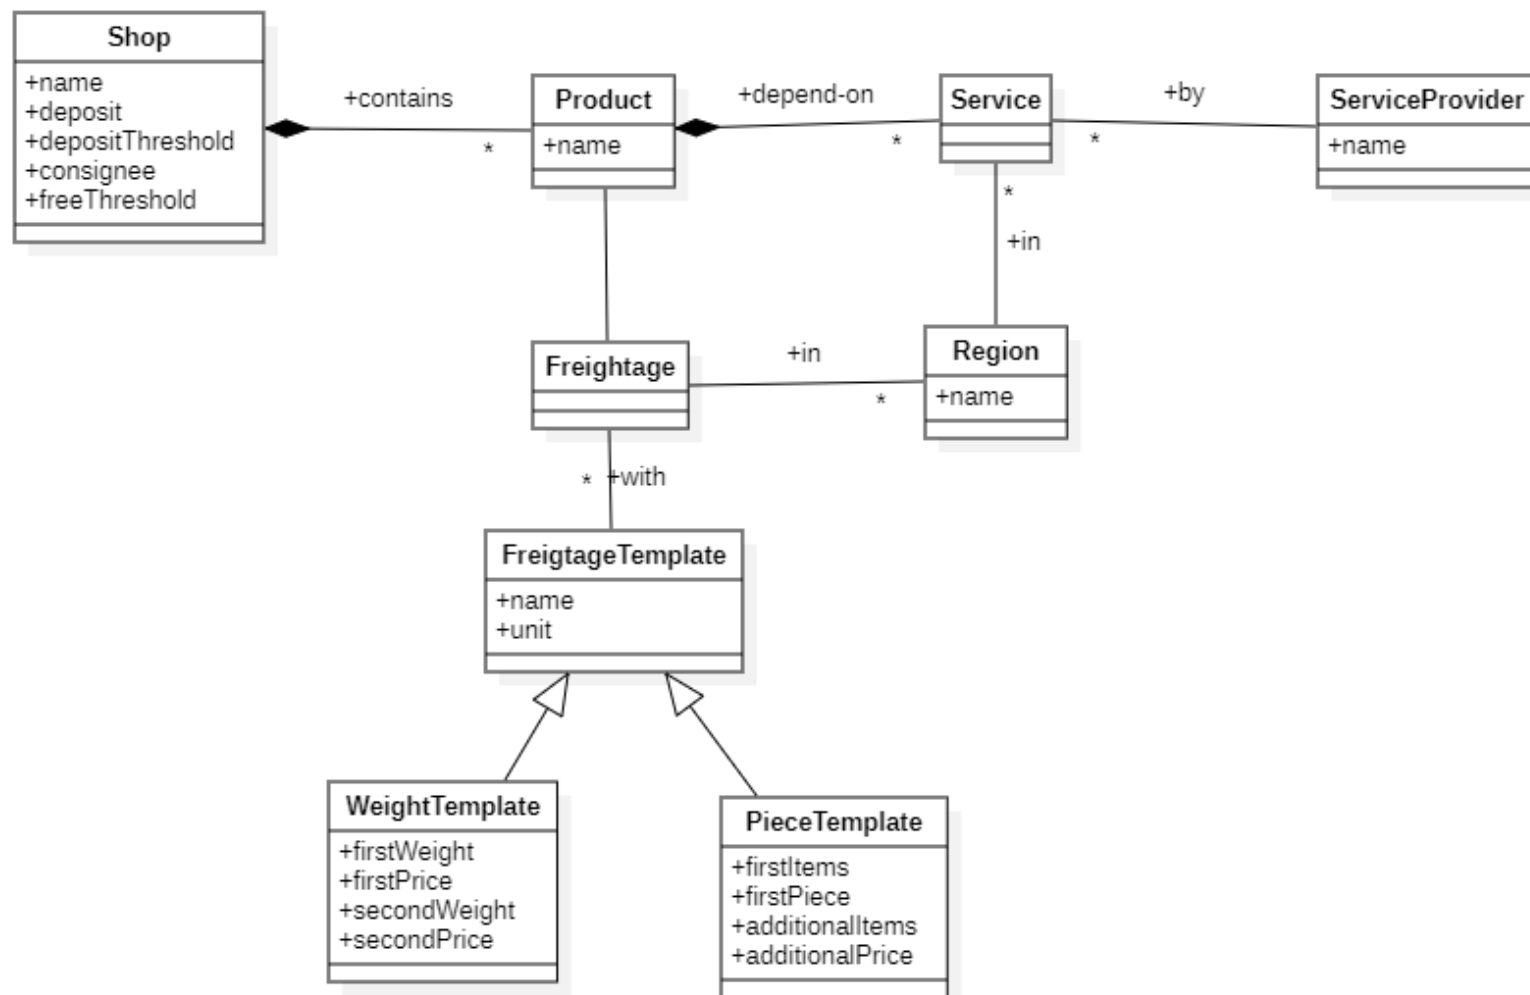 Shop
+name
+deposit
+depositThreshold
+consignee
+freeThreshold
+contains
*
Product
+name
+depend-on
*
Service
+by
*
ServiceProvider
+name
*
+in
Freightage
+in
*
Region
+name
* +with
FreigtageTemplate
+name
+unit
WeightTemplate
+firstWeight
+firstPrice
+secondWeight
+secondPrice
PieceTemplate
+firstItems
+firstPiece
+additionalItems
+additionalPrice